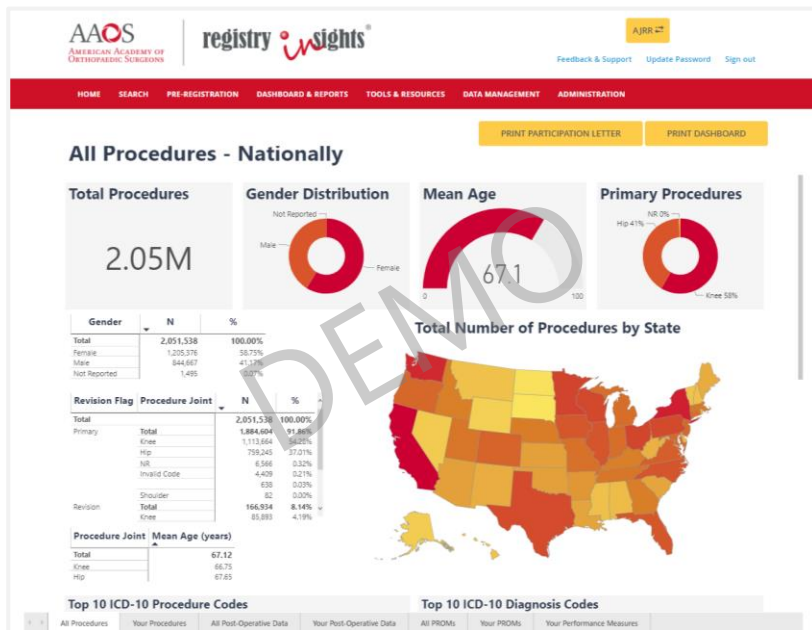 AAOS
AMERICAN ACADEMY OF
ORTHOPAEDIC SURGEONS
registry insights®
AJRR
Feedback & Support Update Password Sign out
HOME SEARCH PRE-REGISTRATION DASHBOARD & REPORTS TOOLS & RESOURCES DATA MANAGEMENT ADMINISTRATION
PRINT PARTICIPATION LETTER PRINT DASHBOARD
All Procedures - Nationally
Total Procedures
2.05M
Gender Distribution
Not Reported
Male
Female
Mean Age
67.1
0 100
Primary Procedures
NR 0%
Hip 41%
Knee 58%
DEMO
Gender N %
Total 2,051,538 100.00%
Female 1,205,376 58.75%
Male 844,667 41.17%
Not Reported 1,495 0.07%
Total Number of Procedures by State
Revision Flag Procedure Joint N %
Total 2,051,538 100.00%
Primary Total 1,884,604 91.86%
Knee 1,113,664
Hip 759,245 37.01%
NR 6,566 0.32%
Invalid Code 4,409 0.21%
638 0.03%
Shoulder 82 0.00%
Revision Total 166,934 8.14%
Knee 85,893 4.19%
Procedure Joint Mean Age (years)
Total 67.12
Knee 66.75
Hip 67.65
Top 10 ICD-10 Procedure Codes
Top 10 ICD-10 Diagnosis Codes
All Procedures Your Procedures All Post-Operative Data Your Post-Operative Data All PROMs Your PROMs Your Performance Measures